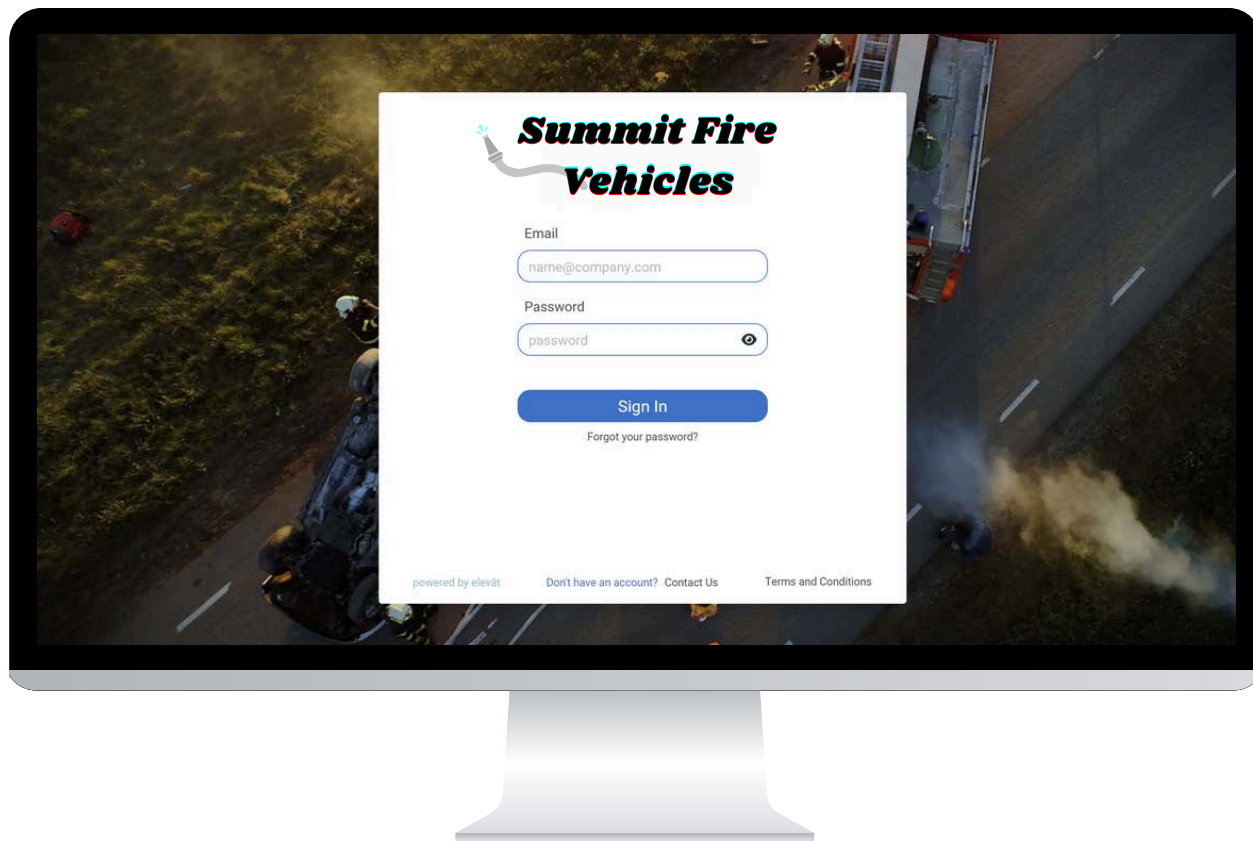 Summit Fire
Vehicles
Email
name@company.com
Password
password
Sign In
Forgot your password?
powered by elevāt
Don't have an account? Contact Us
Terms and Conditions